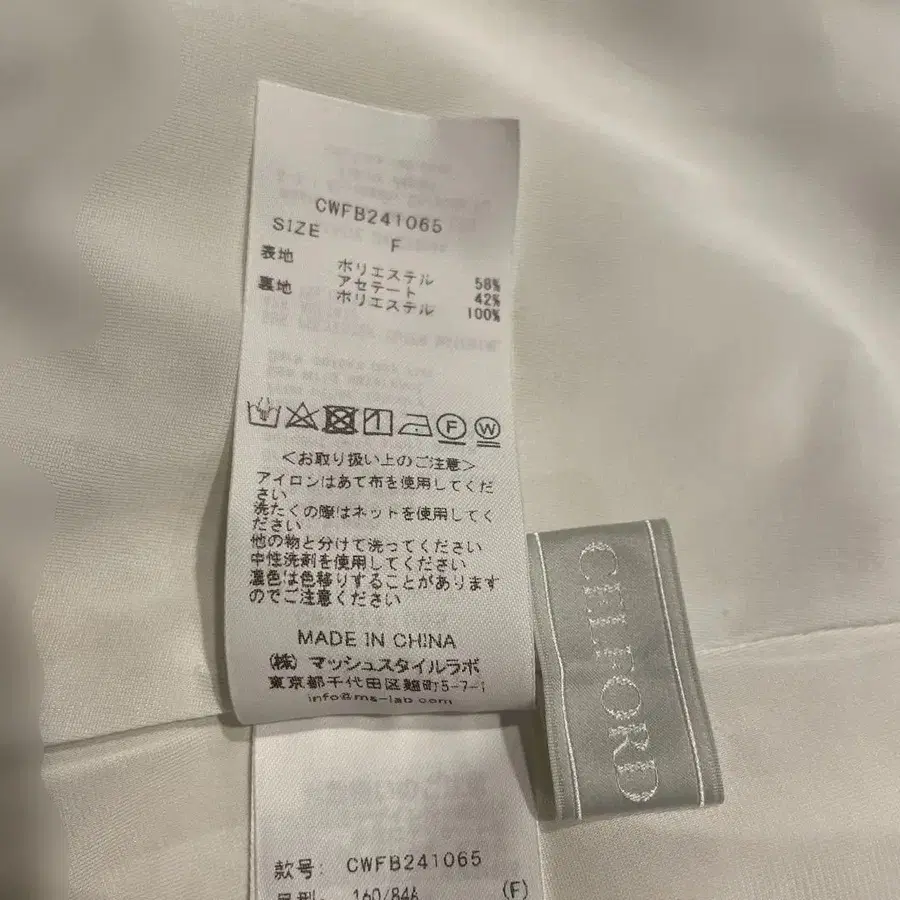 CWFB241065
SIZE F
表地 ポリエステル 58%
アセテート 42%
裏地 ポリエステル 100%
F W
<お取り扱い上のご注意>
アイロンはあて布を使用してくだ
さい
洗たくの際はネットを使用してく
ださい
他の物と分けて洗ってください
中性洗剤を使用してください
濃色は色移りすることがあります
のでご注意ください
MADE IN CHINA
(株) マッシュスタイルラボ
東京都千代田区麹町5-7-1
info@ms-lab.com
CELFORD
款号: CWFB241065
号型: 160/84A (F)